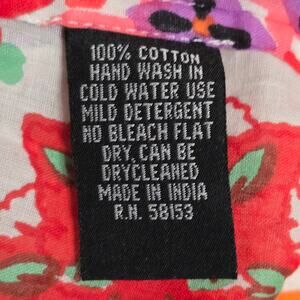 100% COTTON
HAND WASH IN
COLD WATER USE
MILD DETERGENT
NO BLEACH FLAT
DRY, CAN BE
DRYCLEANED
MADE IN INDIA
R.N. 58153